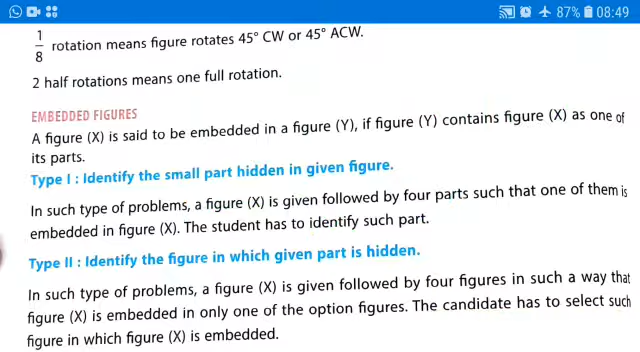 87% 08:49
1/8 rotation means figure rotates 45° CW or 45° ACW.
2 half rotations means one full rotation.
EMBEDDED FIGURES
A figure (X) is said to be embedded in a figure (Y), if figure (Y) contains figure (X) as one of
its parts.
Type I : Identify the small part hidden in given figure.
In such type of problems, a figure (X) is given followed by four parts such that one of them is
embedded in figure (X). The student has to identify such part.
Type II : Identify the figure in which given part is hidden.
In such type of problems, a figure (X) is given followed by four figures in such a way that
figure (X) is embedded in only one of the option figures. The candidate has to select such
figure in which figure (X) is embedded.